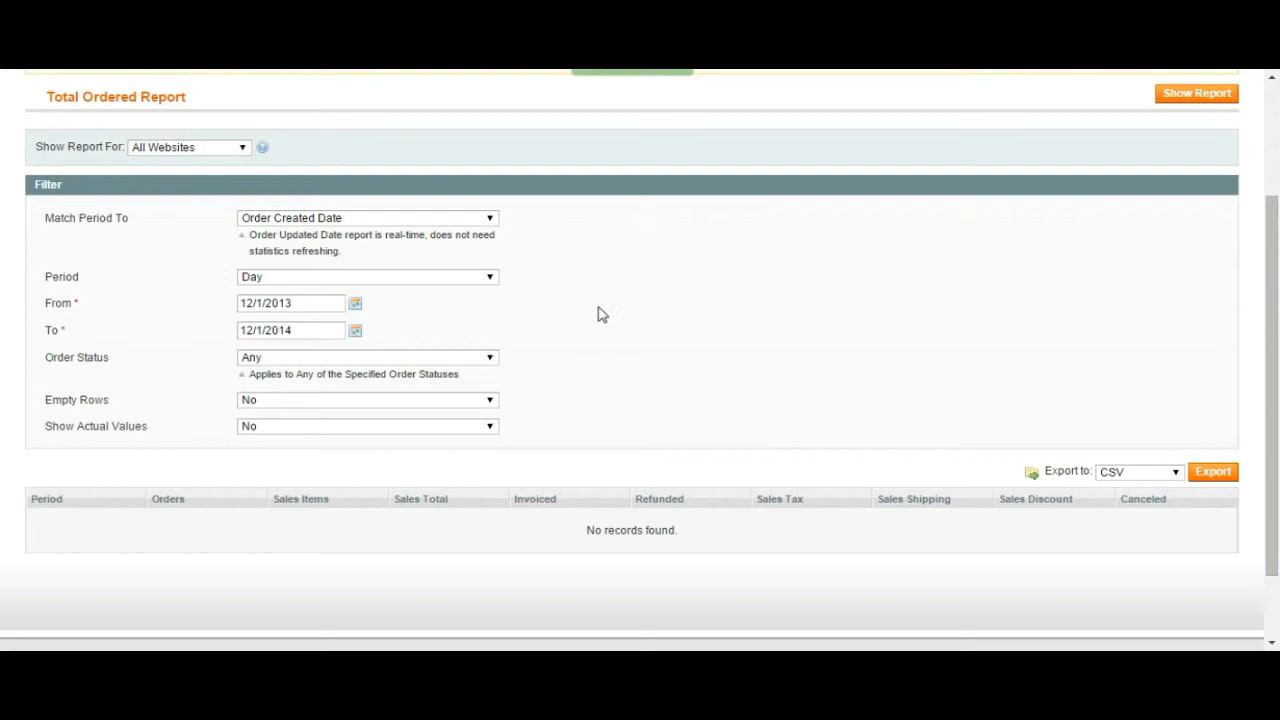 Total Ordered Report
Show Report
Show Report For: All Websites
Filter
Match Period To Order Created Date
Order Updated Date report is real-time, does not need
statistics refreshing.
Period Day
From * 12/1/2013
To * 12/1/2014
Order Status Any
Applies to Any of the Specified Order Statuses
Empty Rows No
Show Actual Values No
Export to: CSV Export
Period Orders Sales Items Sales Total Invoiced Refunded Sales Tax Sales Shipping Sales Discount Canceled
No records found.